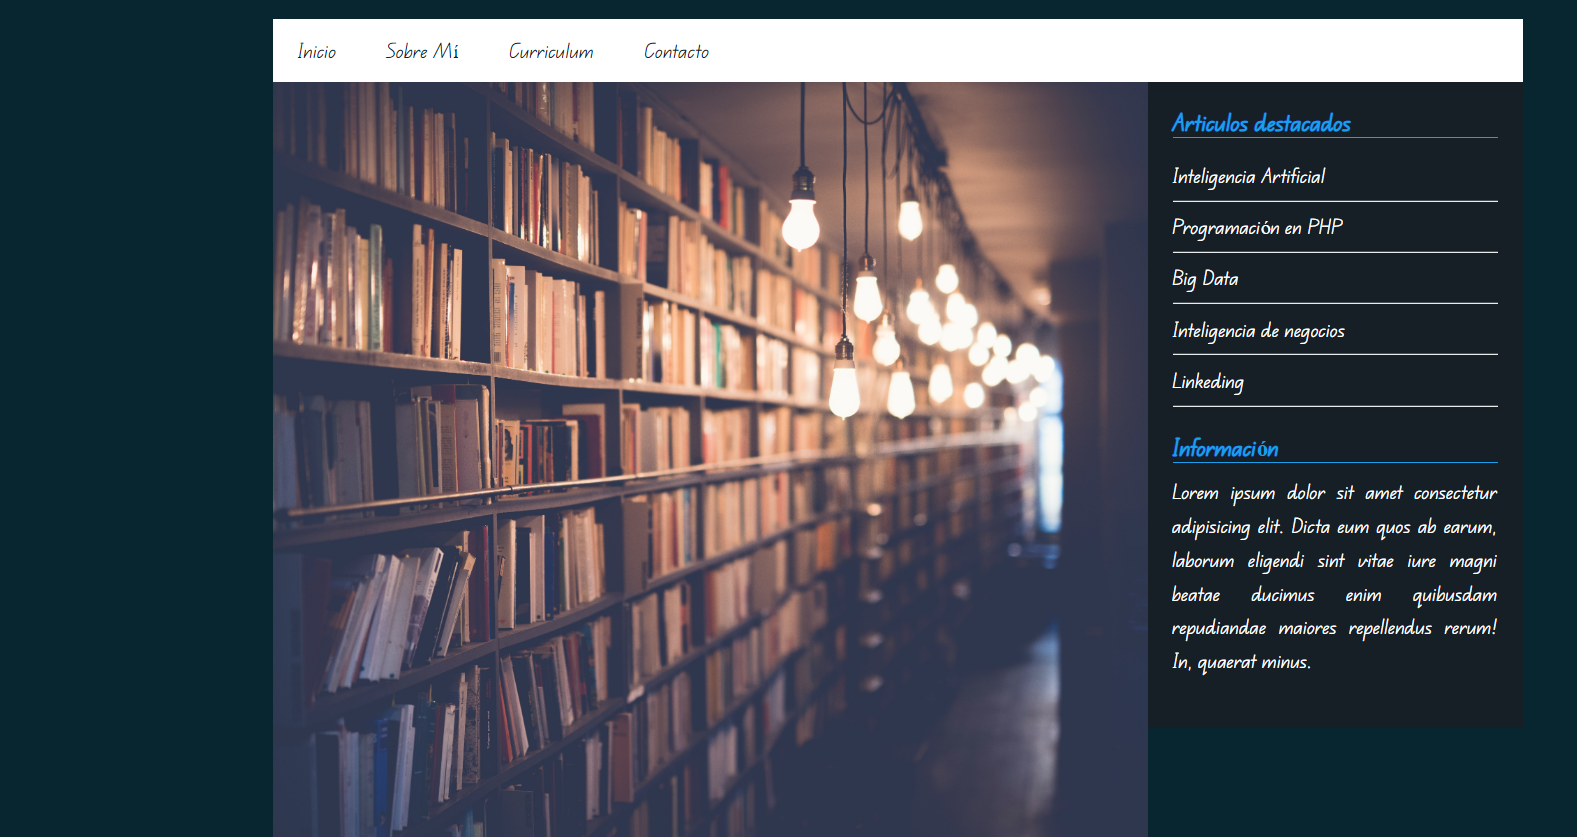 Inicio Sobre Mí Curriculum Contacto
Articulos destacados
Inteligencia Artificial
Programación en PHP
Big Data
Inteligencia de negocios
Linkeding
Información
Lorem ipsum dolor sit amet consectetur
adipisicing elit. Dicta eum quos ab earum,
laborum eligendi sint vitae iure magni
beatae ducimus enim quibusdam
repudiandae maiores repellendus rerum!
In, quaerat minus.